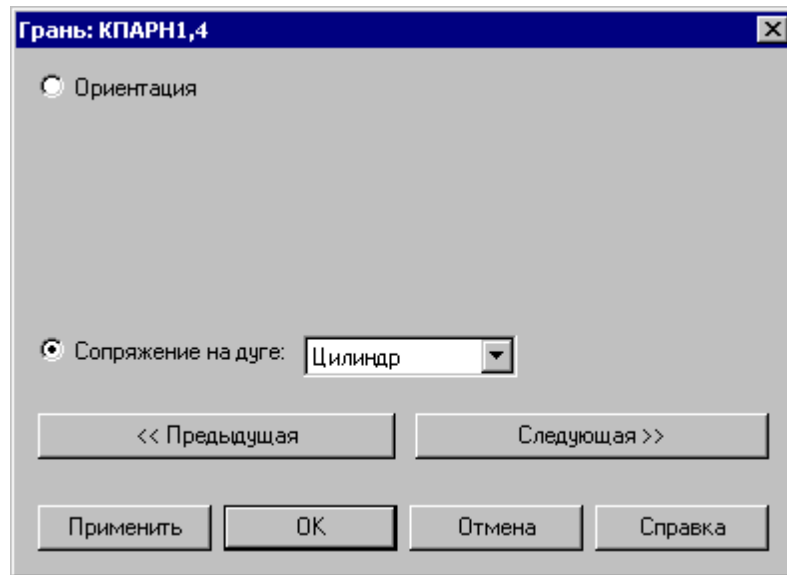 Грань: КПАРН1,4
Ориентация
Сопряжение на дуге: Цилиндр
<< Предыдущая Следующая >>
Применить OK Отмена Справка